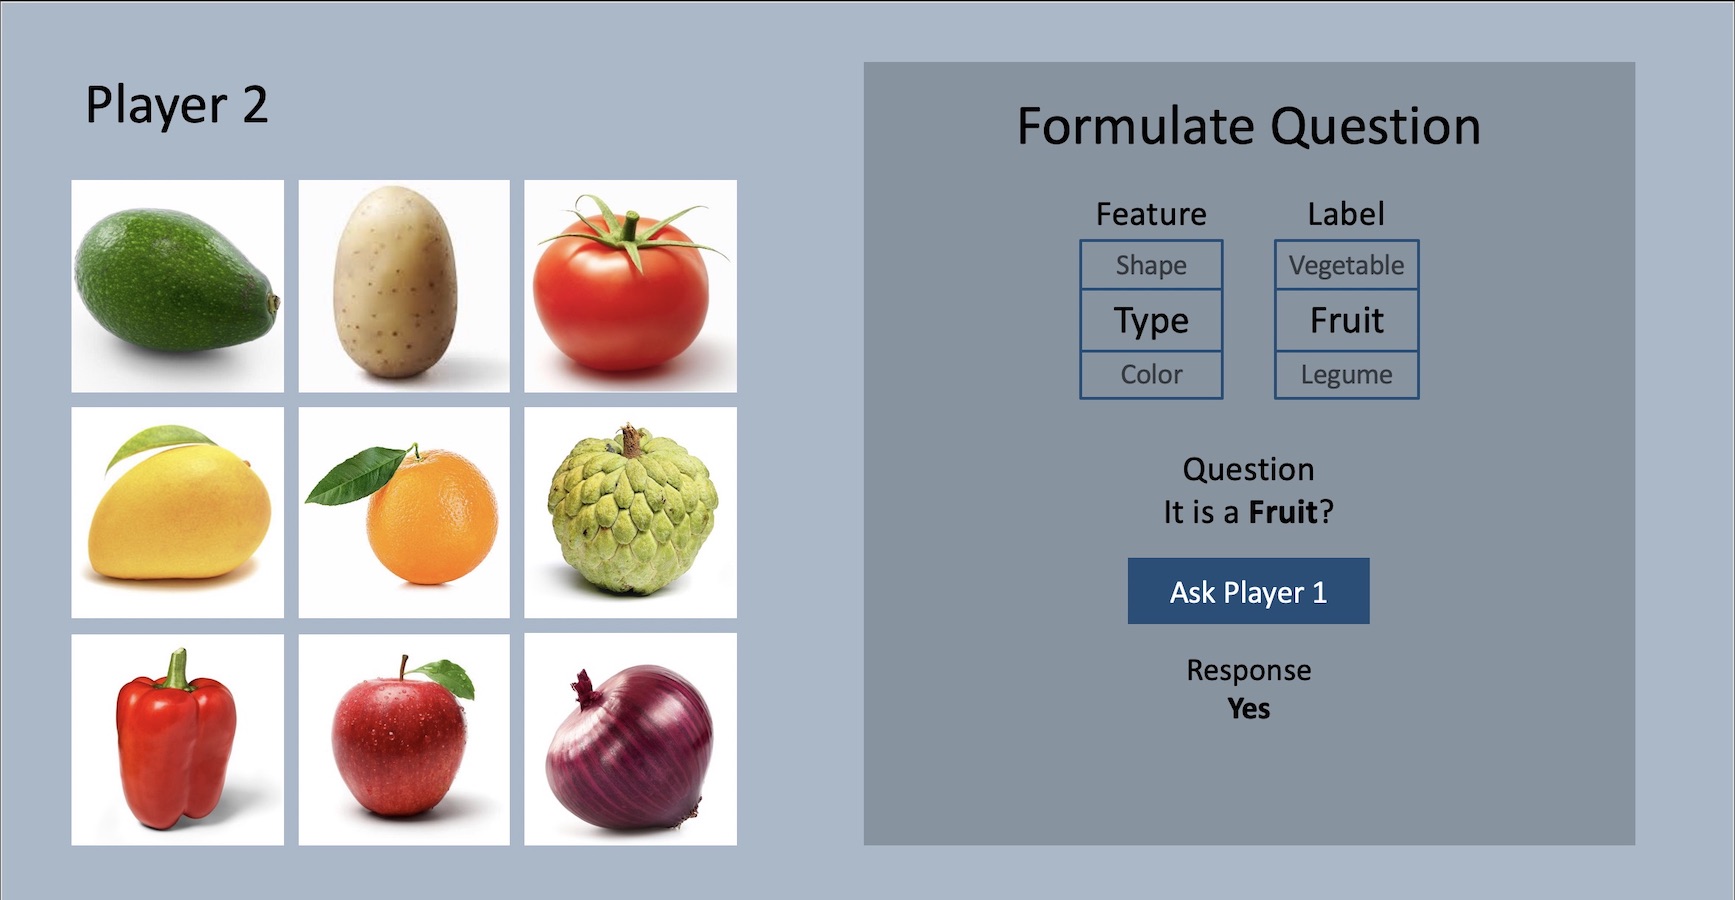 Player 2
Formulate Question
Feature
Label
Shape
Vegetable
Type
Fruit
Color
Legume
Question
It is a Fruit?
Ask Player 1
Response
Yes